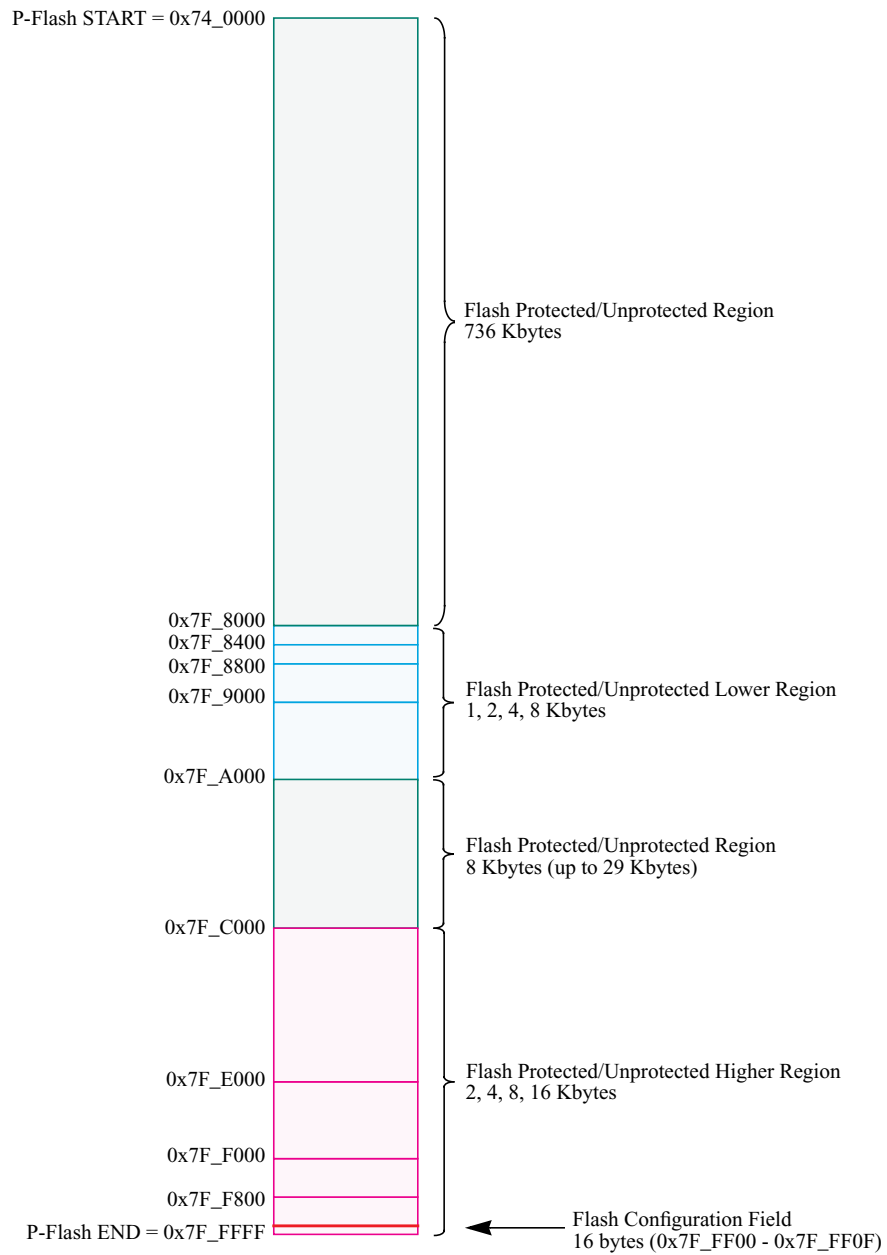 P-Flash START = 0x74_0000
Flash Protected/Unprotected Region
736 Kbytes
0x7F_8000
0x7F_8400
0x7F_8800
0x7F_9000
Flash Protected/Unprotected Lower Region
1, 2, 4, 8 Kbytes
0x7F_A000
Flash Protected/Unprotected Region
8 Kbytes (up to 29 Kbytes)
0x7F_C000
Flash Protected/Unprotected Higher Region
2, 4, 8, 16 Kbytes
0x7F_E000
0x7F_F000
0x7F_F800
P-Flash END = 0x7F_FFFF
Flash Configuration Field
16 bytes (0x7F_FF00 - 0x7F_FF0F)